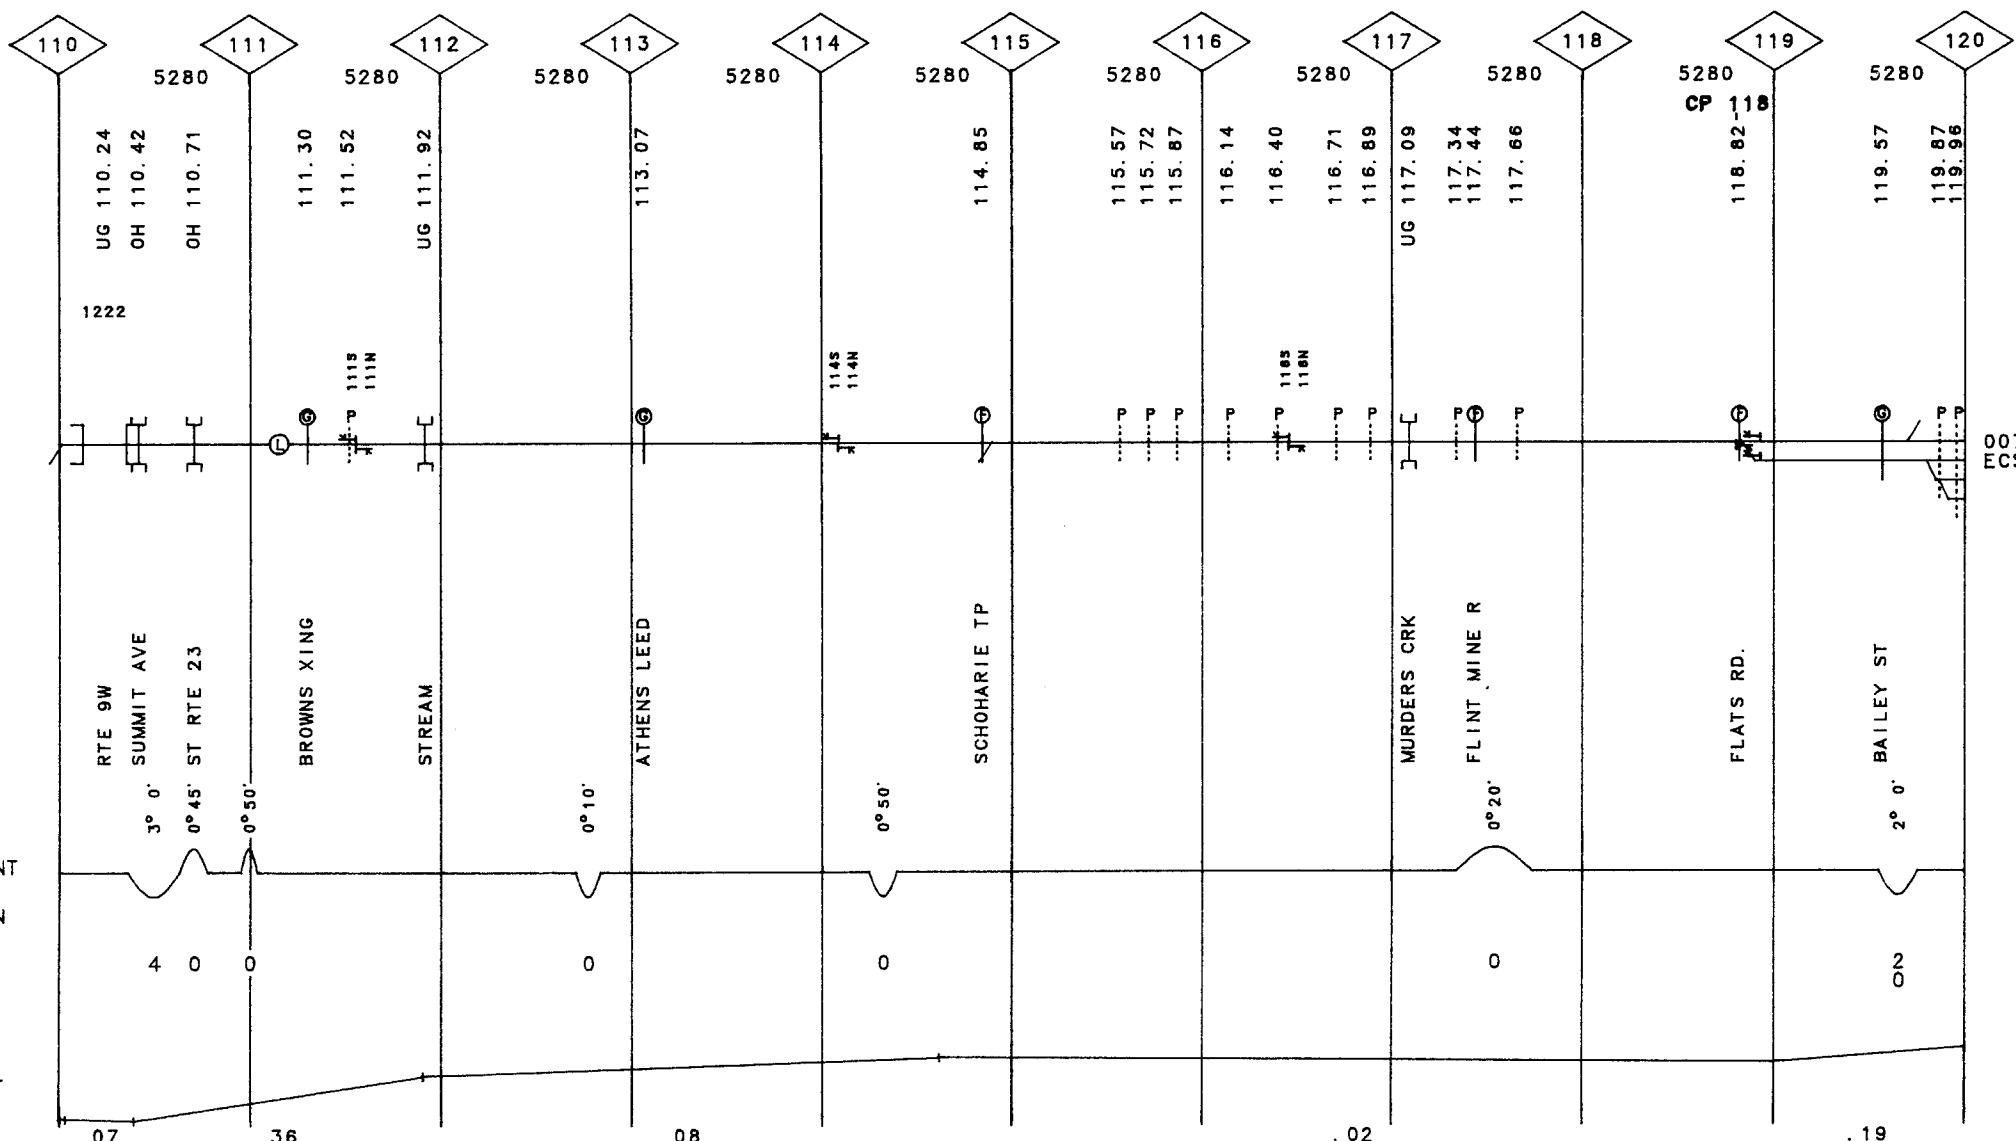 110 111 112 113 114 115 116 117 118 119 120
5280 5280 5280 5280 5280 5280 5280 5280 5280 5280
CP 118
UG 110.24
OH 110.42
OH 110.71
111.30
111.52
UG 111.92
113.07
114.85
115.57
115.72
115.87
116.14
116.40
116.71
116.89
UG 117.09
117.34
117.44
117.66
118.82
119.57
119.87
119.96
1222
111S
111N
114S
114N
116S
116N
G P G F P P P P P P P P F P F G P P
L
001
RTE 9W
SUMMIT AVE
ST RTE 23
BROWNS XING
STREAM
ATHENS LEED
SCHOHARIE TP
MURDERS CRK
FLINT MINE R
FLATS RD.
BAILEY ST
3° 0'
0° 45'
0° 50'
0° 10'
0° 50'
0° 20'
2° 0'
NT
N
4 0 0 0 0 0 2
0
07 36 08 .02 .19